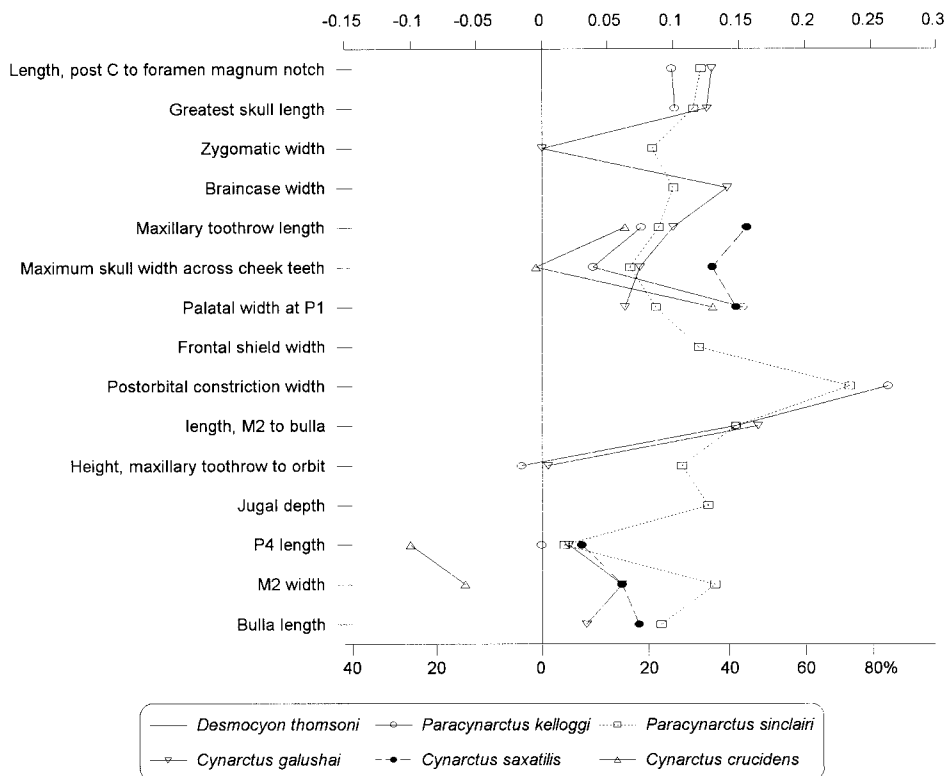 -0.15 -0.1 0 0.05 0.1 0.15 0.2 0.25 0.3
Length, post C to foramen magnum notch
Greatest skull length
Zygomatic width
Braincase width
Maxillary toothrow length
Maximum skull width across cheek teeth
Palatal width at P1
Frontal shield width
Postorbital constriction width
length, M2 to bulla
Height, maxillary toothrow to orbit
Jugal depth
P4 length
M2 width
Bulla length
40 20 0 20 40 60 80%
Desmocyon thomsoni Paracynarctus kelloggi Paracynarctus sinclairi
Cynarctus galushai Cynarctus saxatilis Cynarctus crucidens